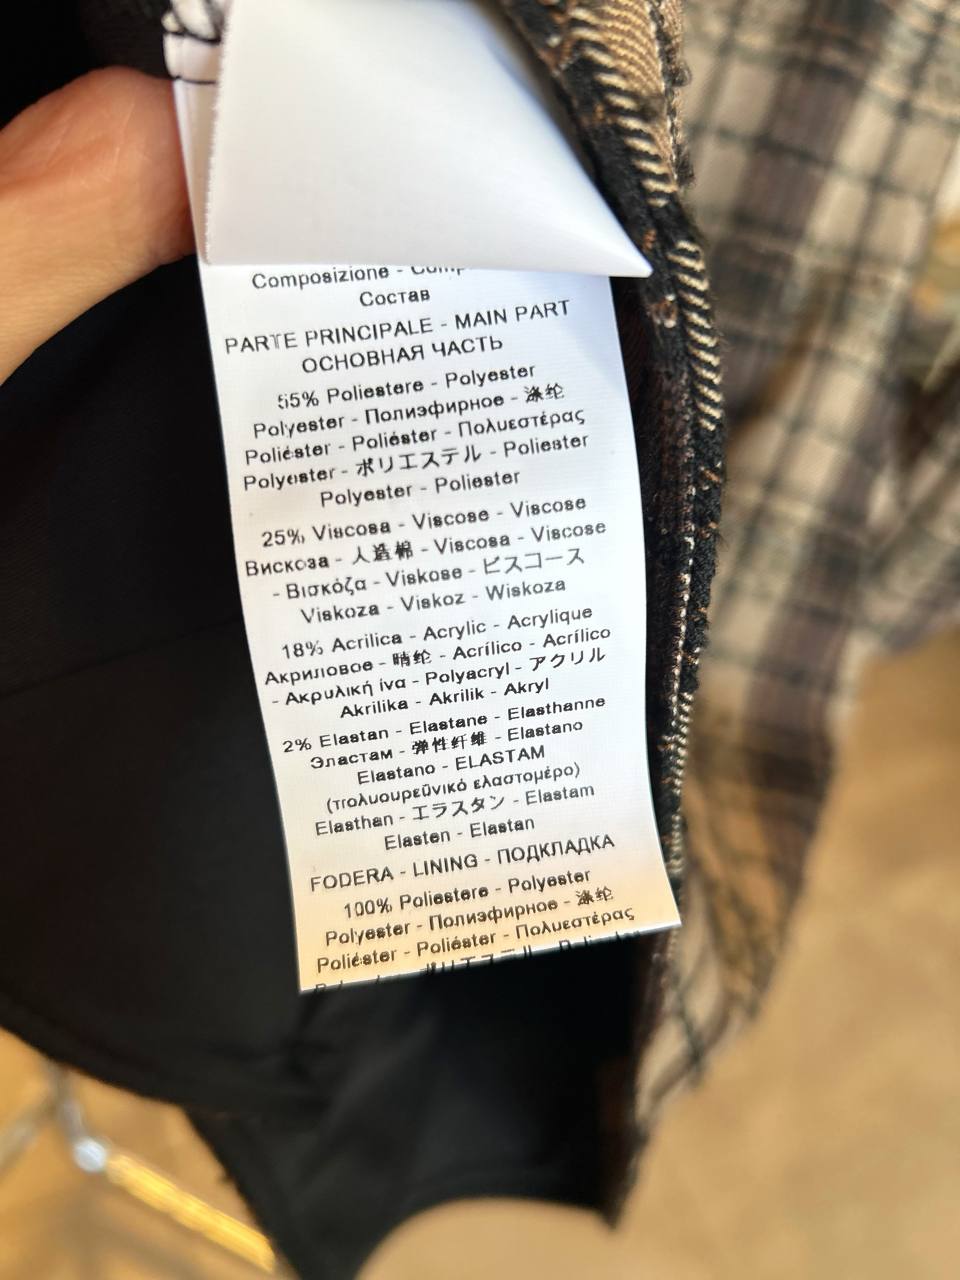 Composizione -
Состав
PARTE PRINCIPALE - MAIN PART
ОСНОВНАЯ ЧАСТЬ
55% Poliestere - Polyester
Polyester - Полиэфирное - 涤纶
Poliéster - Poliéster - Πολυεστέρας
Polyester - ポリエステル - Poliester
Polyester - Poliester
25% Viscosa - Viscose - Viscose
Вискоза - 人造棉 - Viscosa - Viscose
- Βισκόζα - Viskose - ビスコース
Viskoza - Viskoz - Wiskoza
18% Acrilica - Acrylic - Acrylique
Акриловое - 晴纶 - Acrílico - Acrílico
- Ακρυλική ίνα - Polyacryl - アクリル
Akrilika - Akrilik - Akryl
2% Elastan - Elastane - Elasthanne
Эластам - 弹性纤维 - Elastano
Elastano - ELASTAM
(πολυουρεϋνικό ελαστομέρο)
Elasthan - エラスタン - Elastam
Elasten - Elastan
FODERA - LINING - ПОДКЛАДКА
100% Poliestere - Polyester
Polyester - Полиэфирное - 涤纶
Poliéster - Poliéster - Πολυεστέρας